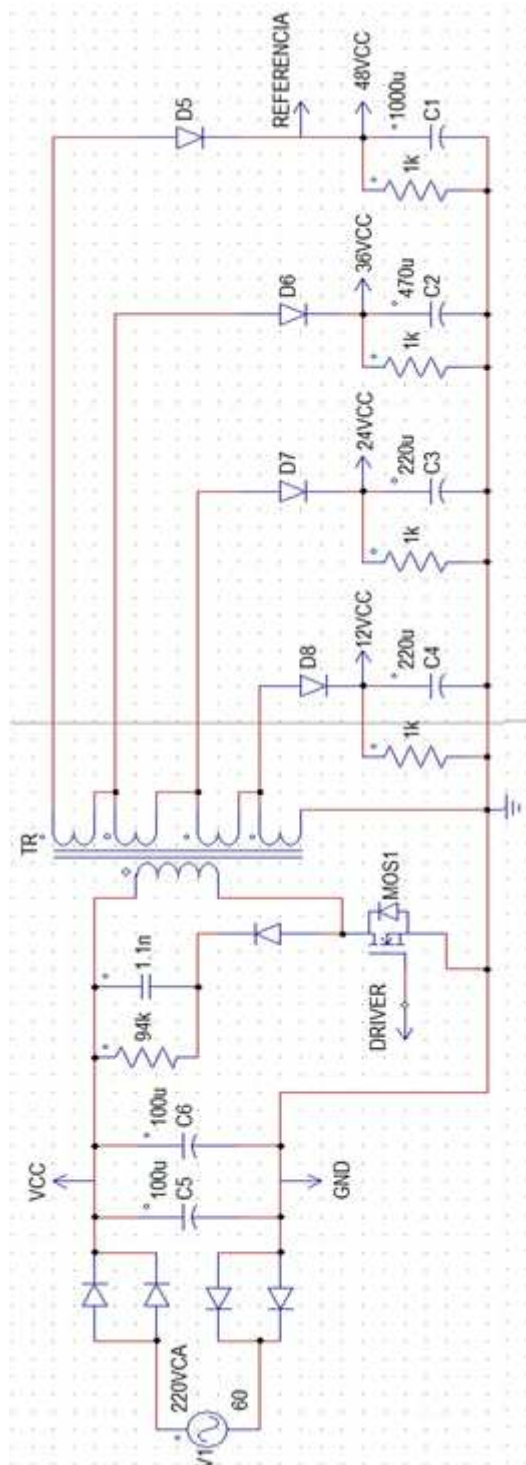 V1
220VCA
60
VCC
100u
C5
100u
C6
GND
94k
1.1n
TR
DRIVER
MOS1
D8
12VCC
1k
220u
C4
D7
24VCC
1k
220u
C3
D6
36VCC
1k
470u
C2
D5
REFERENCIA
48VCC
1k
1000u
C1